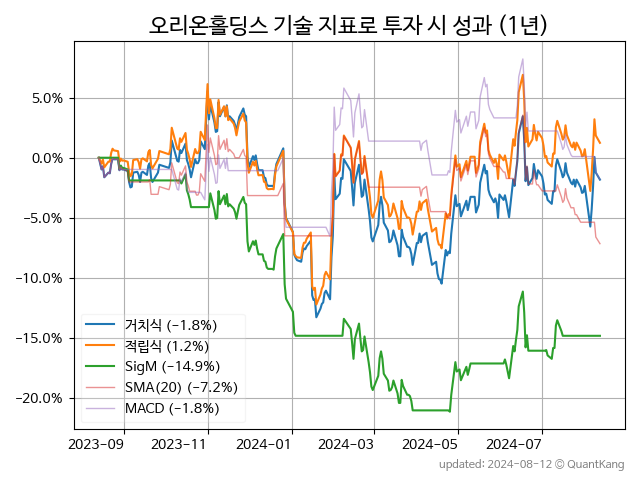 오리온홀딩스 기술 지표로 투자 시 성과 (1년)
5.0%
0.0%
−5.0%
−10.0%
−15.0%
−20.0%
거치식 (−1.8%)
적립식 (1.2%)
SigM (−14.9%)
SMA(20) (−7.2%)
MACD (−1.8%)
2023−09
2023−11
2024−01
2024−03
2024−05
2024−07
updated: 2024−08−12 ⓒ QuantKang